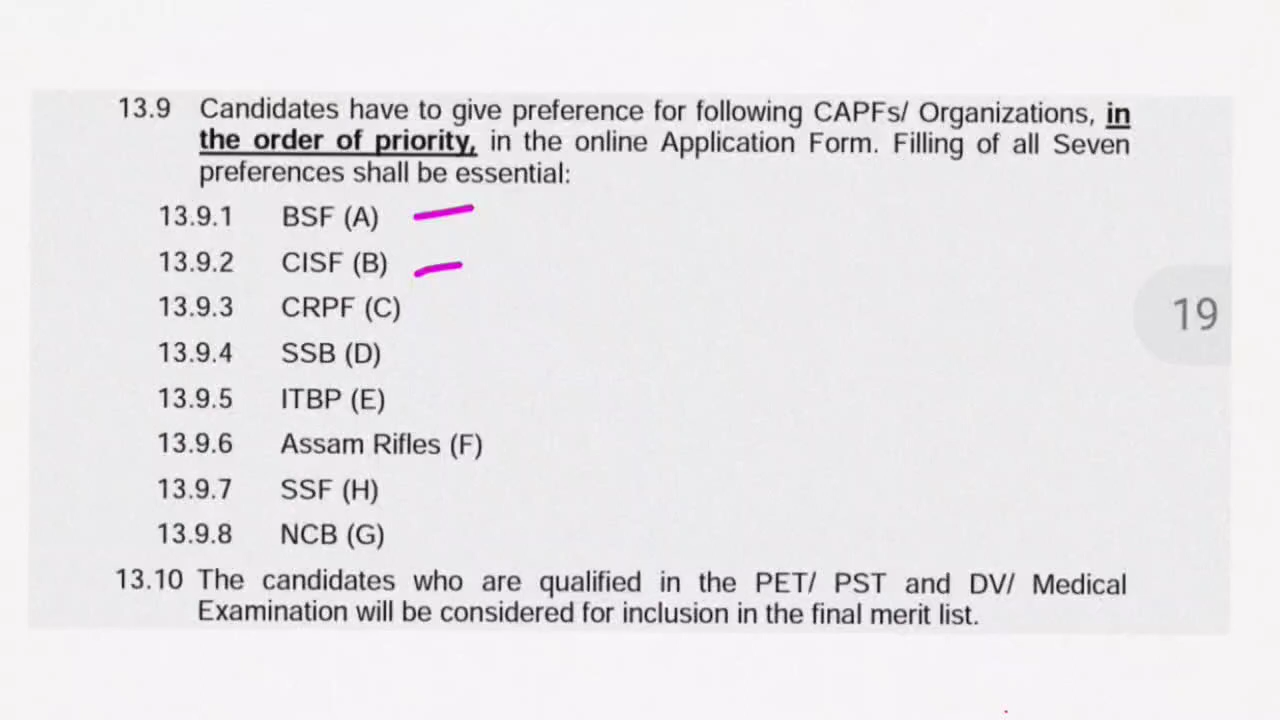 13.9 Candidates have to give preference for following CAPFs/ Organizations, in
the order of priority, in the online Application Form. Filling of all Seven
preferences shall be essential:
13.9.1 BSF (A)
13.9.2 CISF (B)
13.9.3 CRPF (C)
13.9.4 SSB (D)
13.9.5 ITBP (E)
13.9.6 Assam Rifles (F)
13.9.7 SSF (H)
13.9.8 NCB (G)
19
13.10 The candidates who are qualified in the PET/ PST and DV/ Medical
Examination will be considered for inclusion in the final merit list.